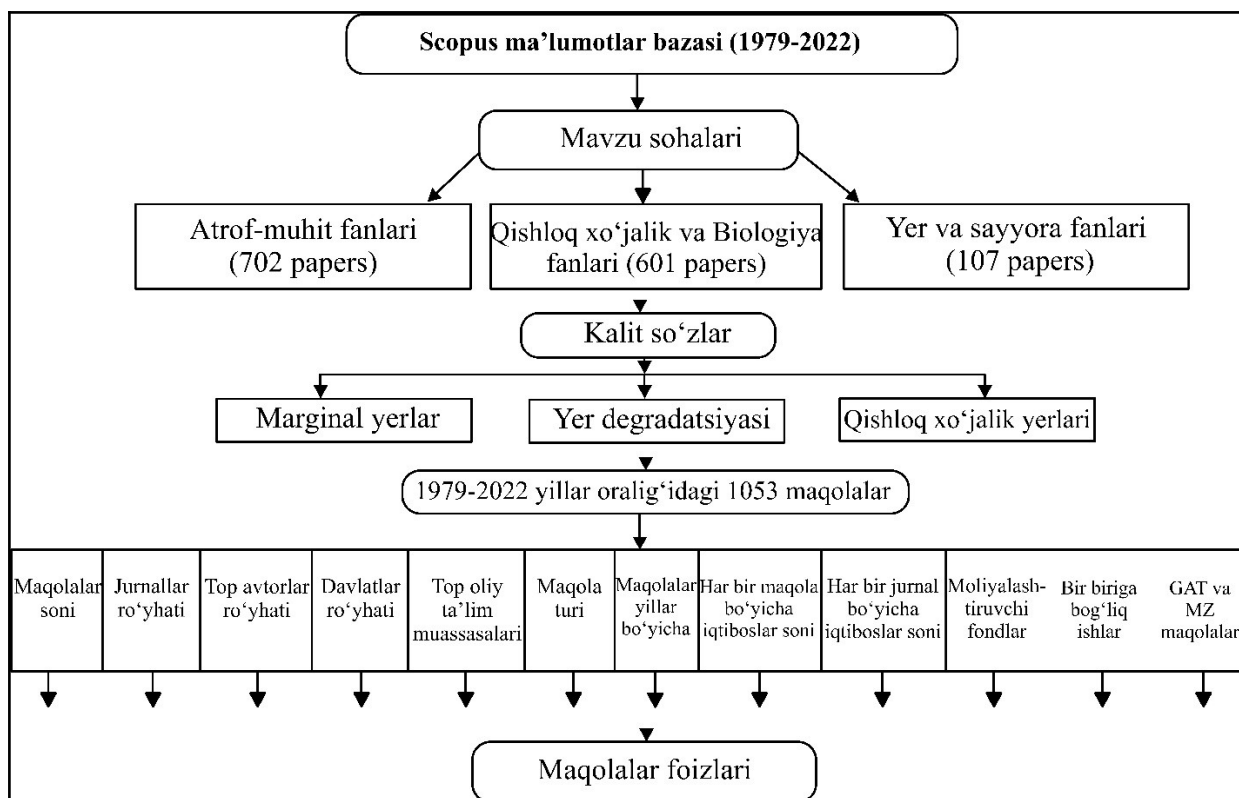 Scopus ma’lumotlar bazasi (1979-2022)
Mavzu sohalari
Atrof-muhit fanlari
(702 papers)
Qishloq xo‘jalik va Biologiya
fanlari (601 papers)
Yer va sayyora fanlari
(107 papers)
Kalit so‘zlar
Marginal yerlar
Yer degradatsiyasi
Qishloq xo‘jalik yerlari
1979-2022 yillar oralig‘idagi 1053 maqolalar
Maqolalar
soni
Jurnallar
ro‘yhati
Top avtorlar
ro‘yhati
Davlatlar
ro‘yhati
Top oliy
ta’lim
muassasalari
Maqola
turi
Maqolalar
yillar
bo‘yicha
Har bir maqola
bo‘yicha
iqtiboslar soni
Har bir jurnal
bo‘yicha
iqtiboslar soni
Moliyalash-
tiruvchi
fondlar
Bir biriga
bog‘liq
ishlar
GAT va
MZ
maqolalar
Maqolalar foizlari